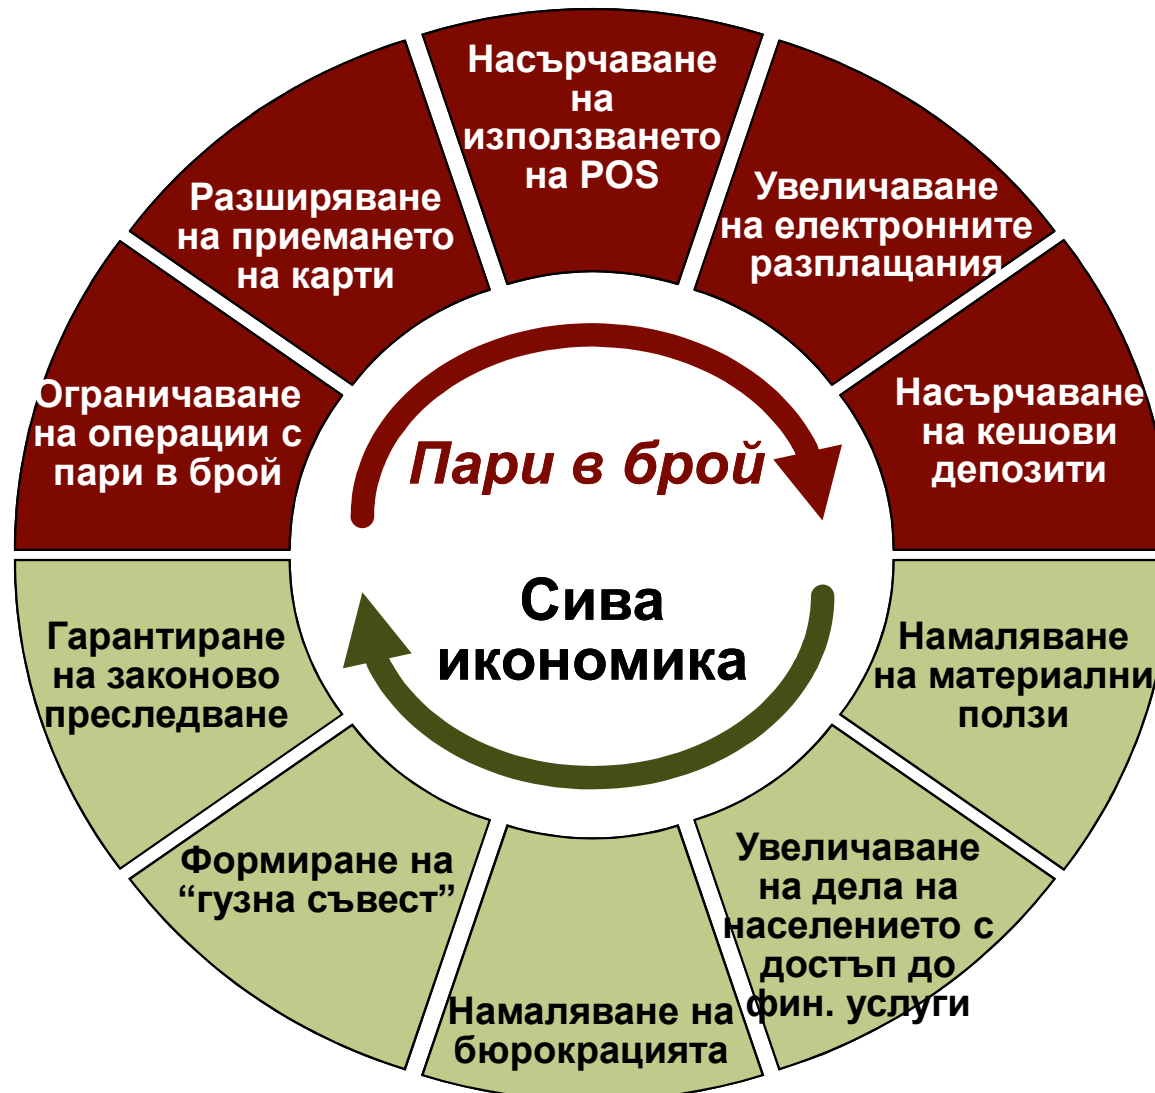 Насърчаване
на
използването
на POS
Увеличаване
на електронните
разплащания
Насърчаване
на кешови
депозити
Намаляване
на материални
ползи
Увеличаване
на дела на
населението с
достъп до
фин. услуги
Намаляване на
бюрокрацията
Формиране на
“гузна съвест”
Гарантиране
на законово
преследване
Ограничаване
на операции с
пари в брой
Разширяване
на приемането
на карти
Пари в брой
Сива
икономика